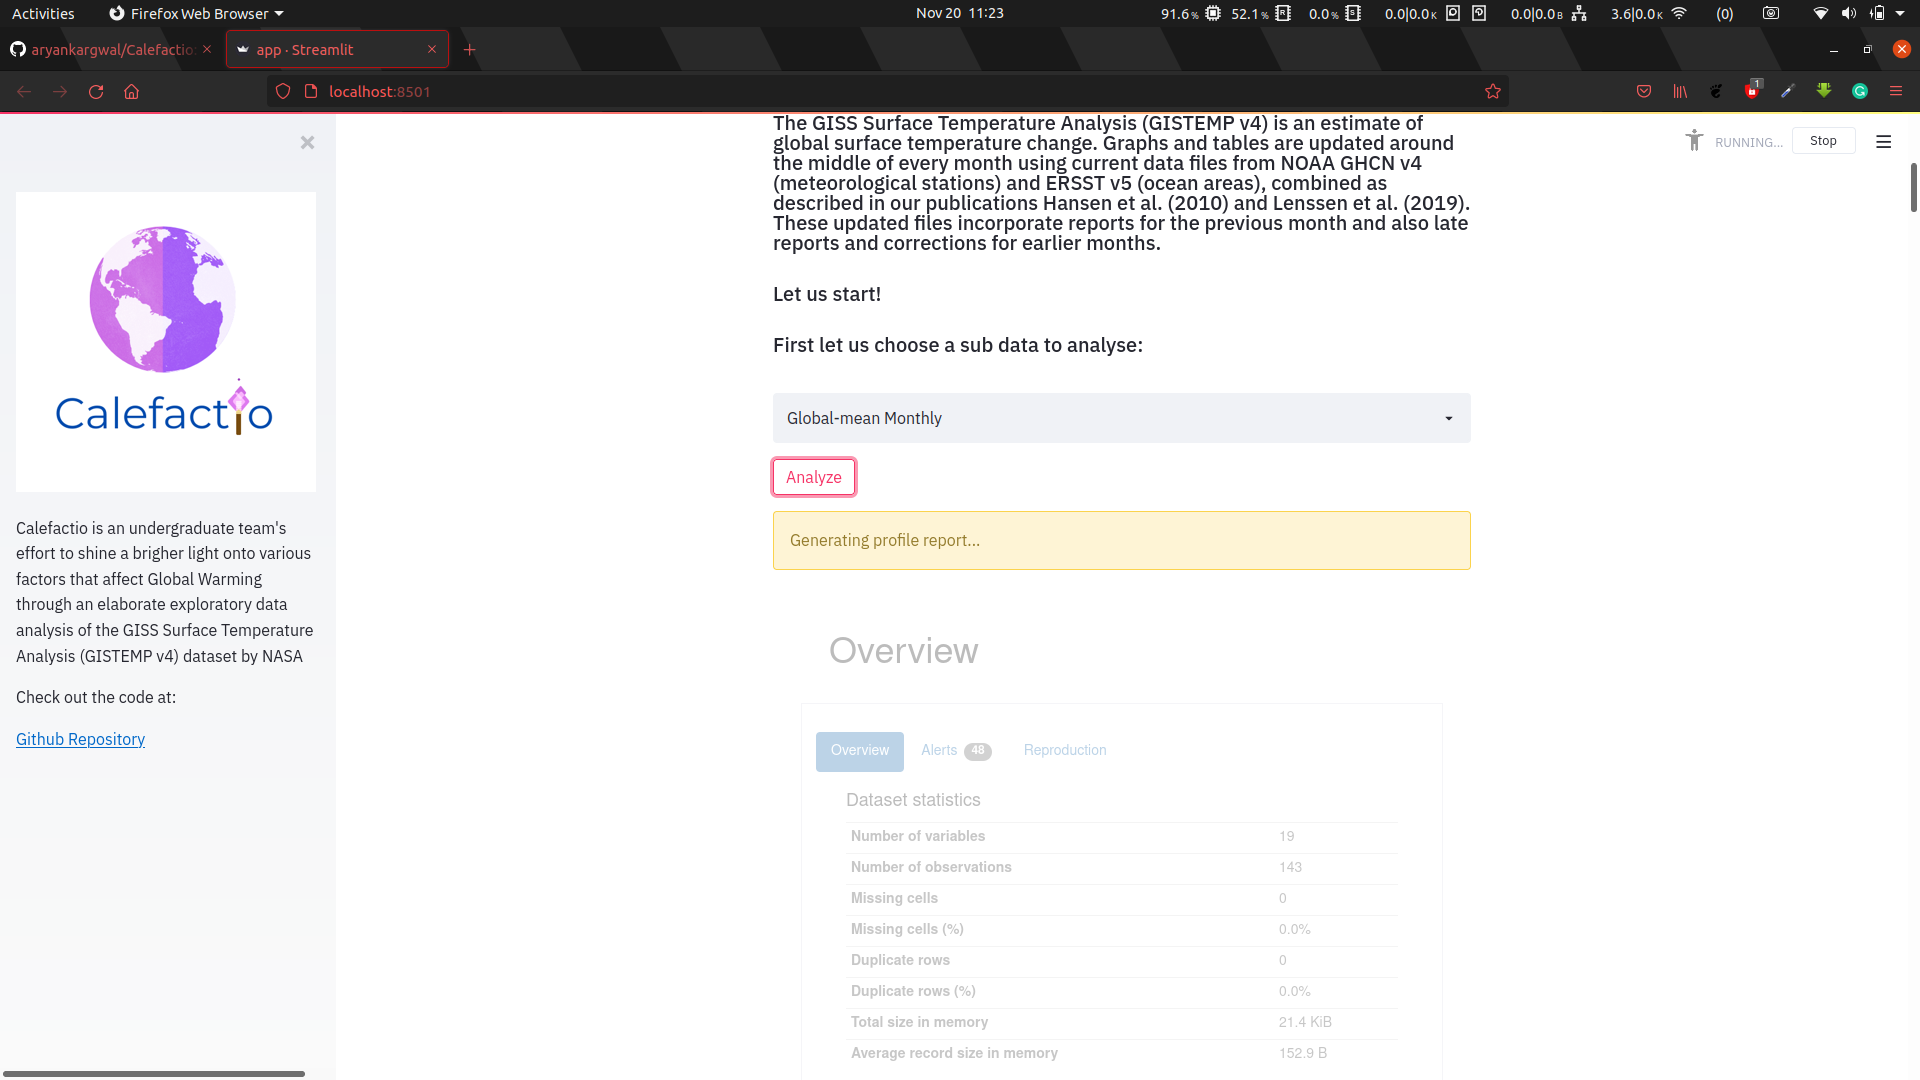 Activities
Firefox Web Browser
Nov 20 11:23
91.6%
52.1%
0.0%
0.0|0.0K
0.0|0.0B
3.6|0.0K
(0)
aryankargwal/Calefactio:
app · Streamlit
localhost:8501
1
Calefactio
Calefactio is an undergraduate team's
effort to shine a brigher light onto various
factors that affect Global Warming
through an elaborate exploratory data
analysis of the GISS Surface Temperature
Analysis (GISTEMP v4) dataset by NASA
Check out the code at:
Github Repository
RUNNING...
Stop
The GISS Surface Temperature Analysis (GISTEMP v4) is an estimate of
global surface temperature change. Graphs and tables are updated around
the middle of every month using current data files from NOAA GHCN v4
(meteorological stations) and ERSST v5 (ocean areas), combined as
described in our publications Hansen et al. (2010) and Lenssen et al. (2019).
These updated files incorporate reports for the previous month and also late
reports and corrections for earlier months.
Let us start!
First let us choose a sub data to analyse:
Global-mean Monthly
Analyze
Generating profile report...
Overview
Overview Alerts 48 Reproduction
Dataset statistics
Number of variables 19
Number of observations 143
Missing cells 0
Missing cells (%) 0.0%
Duplicate rows 0
Duplicate rows (%) 0.0%
Total size in memory 21.4 KiB
Average record size in memory 152.9 B